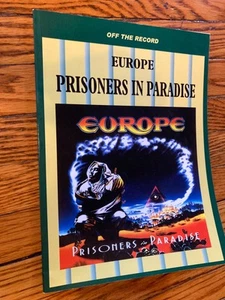 OFF THE RECORD
EUROPE
PRISONERS IN PARADISE
EUROPE
PRISONERS in PARADISE